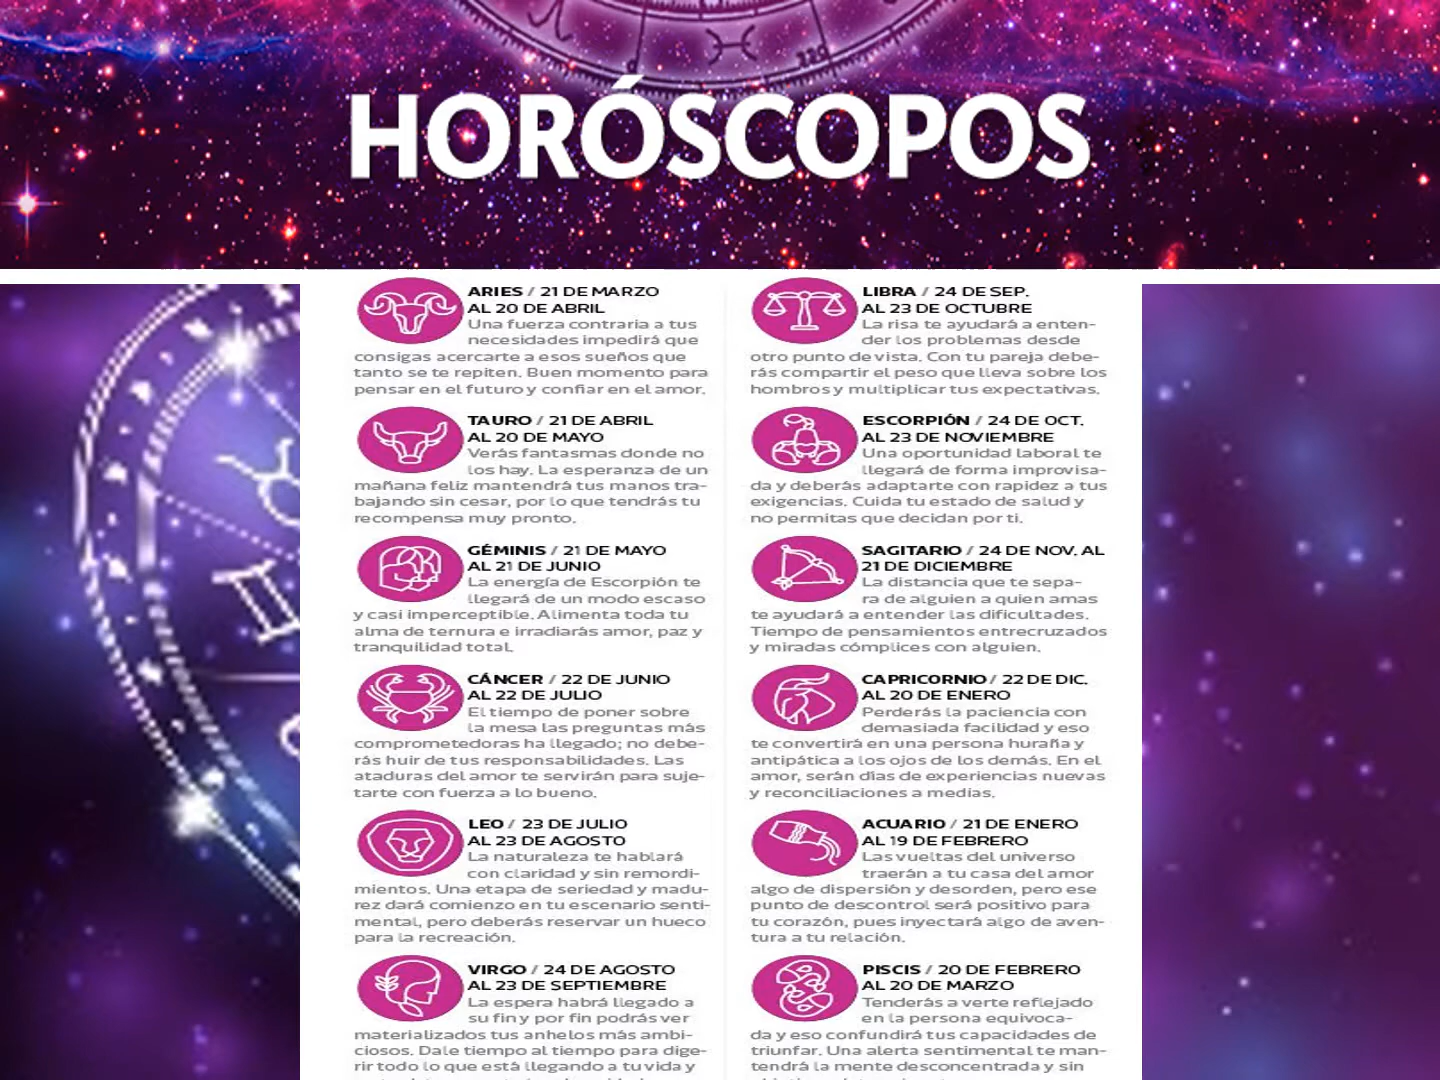 HORÓSCOPOS
ARIES / 21 DE MARZO
AL 20 DE ABRIL
Una fuerza contraria a tus
necesidades impedirá que
consigas acercarte a esos sueños que
tanto se te repiten. Buen momento para
pensar en el futuro y confiar en el amor.
TAURO / 21 DE ABRIL
AL 20 DE MAYO
Verás fantasmas donde no
los hay. La esperanza de un
mañana feliz mantendrá tus manos tra-
bajando sin cesar, por lo que tendrás tu
recompensa muy pronto.
GÉMINIS / 21 DE MAYO
AL 21 DE JUNIO
La energía de Escorpión te
llegará de un modo escaso
y casi imperceptible. Alimenta toda tu
alma de ternura e irradiarás amor, paz y
tranquilidad total.
CÁNCER / 22 DE JUNIO
AL 22 DE JULIO
El tiempo de poner sobre
la mesa las preguntas más
comprometedoras ha llegado; no debe-
rás huir de tus responsabilidades. Las
ataduras del amor te servirán para suje-
tarte con fuerza a lo bueno.
LEO / 23 DE JULIO
AL 23 DE AGOSTO
La naturaleza te hablará
con claridad y sin remordi-
mientos. Una etapa de seriedad y madu-
rez dará comienzo en tu escenario senti-
mental, pero deberás reservar un hueco
para la recreación.
VIRGO / 24 DE AGOSTO
AL 23 DE SEPTIEMBRE
La espera habrá llegado a
su fin y por fin podrás ver
materializados tus anhelos más ambi-
ciosos. Dale tiempo al tiempo para dige-
rir todo lo que está llegando a tu vida y
LIBRA / 24 DE SEP.
AL 23 DE OCTUBRE
La risa te ayudará a enten-
der los problemas desde
otro punto de vista. Con tu pareja debe-
rás compartir el peso que lleva sobre los
hombros y multiplicar tus expectativas.
ESCORPIÓN / 24 DE OCT.
AL 23 DE NOVIEMBRE
Una oportunidad laboral te
llegará de forma improvisa-
da y deberás adaptarte con rapidez a tus
exigencias. Cuida tu estado de salud y
no permitas que decidan por ti.
SAGITARIO / 24 DE NOV. AL
21 DE DICIEMBRE
La distancia que te sepa-
ra de alguien a quien amas
te ayudará a entender las dificultades.
Tiempo de pensamientos entrecruzados
y miradas cómplices con alguien.
CAPRICORNIO / 22 DE DIC.
AL 20 DE ENERO
Perderás la paciencia con
demasiada facilidad y eso
te convertirá en una persona huraña y
antipática a los ojos de los demás. En el
amor, serán días de experiencias nuevas
y reconciliaciones a medias.
ACUARIO / 21 DE ENERO
AL 19 DE FEBRERO
Las vueltas del universo
traerán a tu casa del amor
algo de dispersión y desorden, pero ese
punto de descontrol será positivo para
tu corazón, pues inyectará algo de aven-
tura a tu relación.
PISCIS / 20 DE FEBRERO
AL 20 DE MARZO
Tenderás a verte reflejado
en la persona equivoca-
da y eso confundirá tus capacidades de
triunfar. Una alerta sentimental te man-
tendrá la mente desconcentrada y sin